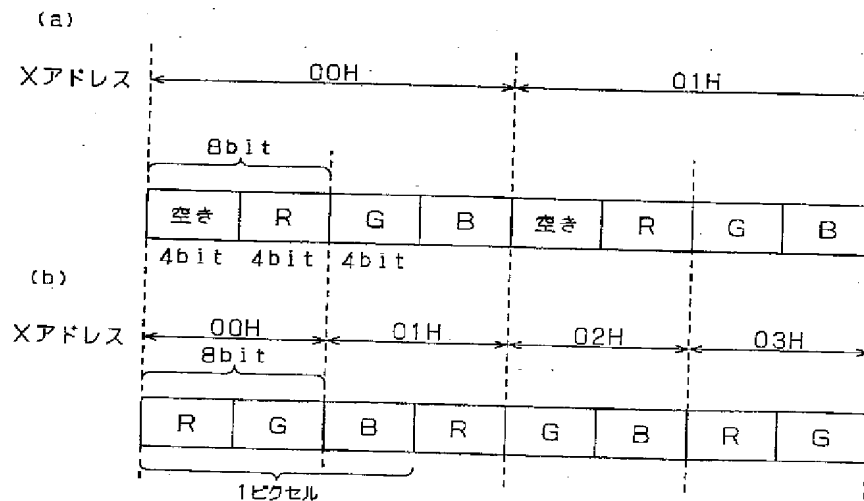 (a)
Xアドレス 00H 01H
8bit
空き R G B 空き R G B
4bit 4bit 4bit
(b)
Xアドレス 00H 01H 02H 03H
8bit
R G B R G B R G
1ピクセル